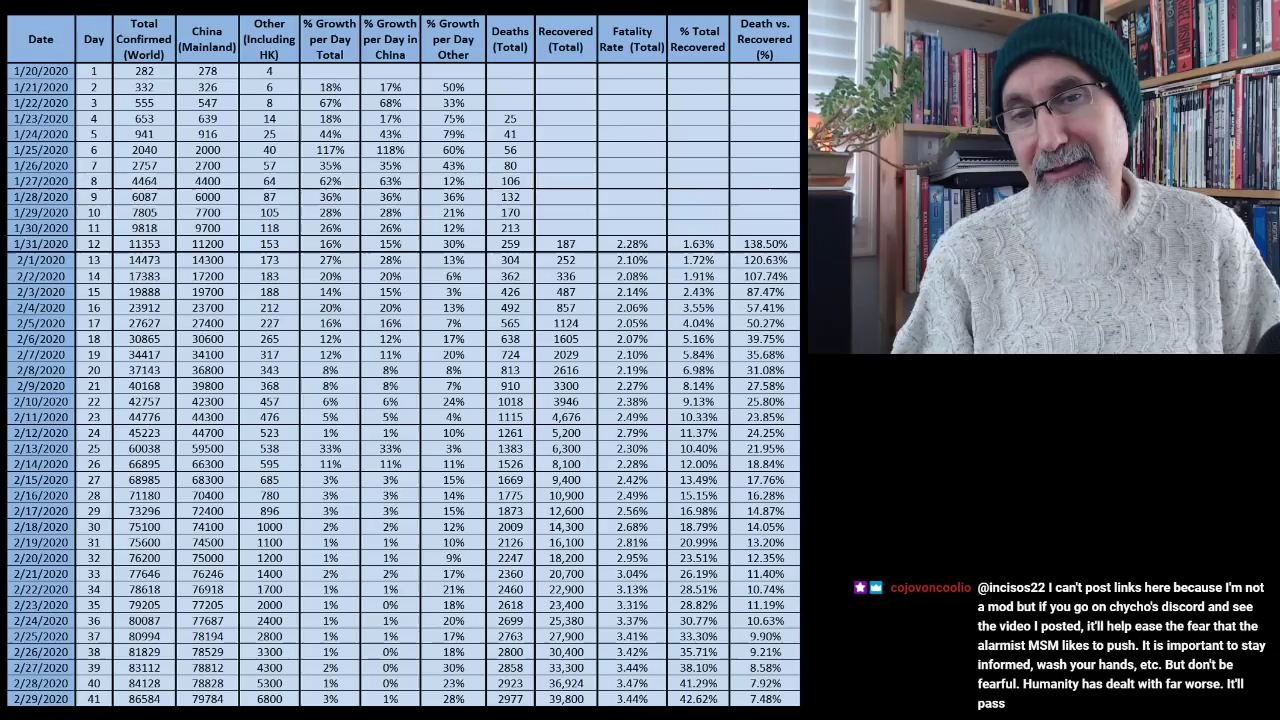 Date Day Total Confirmed (World) China (Mainland) Other (Including HK) % Growth per Day Total % Growth per Day in China % Growth per Day Other Deaths (Total) Recovered (Total) Fatality Rate (Total) % Total Recovered Death vs. Recovered (%)
1/20/2020 1 282 278 4
1/21/2020 2 332 326 6 18% 17% 50%
1/22/2020 3 555 547 8 67% 68% 33%
1/23/2020 4 653 639 14 18% 17% 75% 25
1/24/2020 5 941 916 25 44% 43% 79% 41
1/25/2020 6 2040 2000 40 117% 118% 60% 56
1/26/2020 7 2757 2700 57 35% 35% 43% 80
1/27/2020 8 4464 4400 64 62% 63% 12% 106
1/28/2020 9 6087 6000 87 36% 36% 36% 132
1/29/2020 10 7805 7700 105 28% 28% 21% 170
1/30/2020 11 9818 9700 118 26% 26% 12% 213
1/31/2020 12 11353 11200 153 16% 15% 30% 259 187 2.28% 1.63% 138.50%
2/1/2020 13 14473 14300 173 27% 28% 13% 304 252 2.10% 1.72% 120.63%
2/2/2020 14 17383 17200 183 20% 20% 6% 362 336 2.08% 1.91% 107.74%
2/3/2020 15 19888 19700 188 14% 15% 3% 426 487 2.14% 2.43% 87.47%
2/4/2020 16 23912 23700 212 20% 20% 13% 492 857 2.06% 3.55% 57.41%
2/5/2020 17 27627 27400 227 16% 16% 7% 565 1124 2.05% 4.04% 50.27%
2/6/2020 18 30865 30600 265 12% 12% 17% 638 1605 2.07% 5.16% 39.75%
2/7/2020 19 34417 34100 317 12% 11% 20% 724 2029 2.10% 5.84% 35.68%
2/8/2020 20 37143 36800 343 8% 8% 8% 813 2616 2.19% 6.98% 31.08%
2/9/2020 21 40168 39800 368 8% 8% 7% 910 3300 2.27% 8.14% 27.58%
2/10/2020 22 42757 42300 457 6% 6% 24% 1018 3946 2.38% 9.13% 25.80%
2/11/2020 23 44776 44300 476 5% 5% 4% 1115 4,676 2.49% 10.33% 23.85%
2/12/2020 24 45223 44700 523 1% 1% 10% 1261 5,200 2.79% 11.37% 24.25%
2/13/2020 25 60038 59500 538 33% 33% 3% 1383 6,300 2.30% 10.40% 21.95%
2/14/2020 26 66895 66300 595 11% 11% 11% 1526 8,100 2.28% 12.00% 18.84%
2/15/2020 27 68985 68300 685 3% 3% 15% 1669 9,400 2.42% 13.49% 17.76%
2/16/2020 28 71180 70400 780 3% 3% 14% 1775 10,900 2.49% 15.15% 16.28%
2/17/2020 29 73296 72400 896 3% 3% 15% 1873 12,600 2.56% 16.98% 14.87%
2/18/2020 30 75100 74100 1000 2% 2% 12% 2009 14,300 2.68% 18.79% 14.05%
2/19/2020 31 75600 74500 1100 1% 1% 10% 2126 16,100 2.81% 20.99% 13.20%
2/20/2020 32 76200 75000 1200 1% 1% 9% 2247 18,200 2.95% 23.51% 12.35%
2/21/2020 33 77646 76246 1400 2% 2% 17% 2360 20,700 3.04% 26.19% 11.40%
2/22/2020 34 78618 76918 1700 1% 1% 21% 2460 22,900 3.13% 28.51% 10.74%
2/23/2020 35 79205 77205 2000 1% 0% 18% 2618 23,400 3.31% 28.82% 11.19%
2/24/2020 36 80087 77687 2400 1% 1% 20% 2699 25,380 3.37% 30.77% 10.63%
2/25/2020 37 80994 78194 2800 1% 1% 17% 2763 27,900 3.41% 33.30% 9.90%
2/26/2020 38 81829 78529 3300 1% 0% 18% 2800 30,400 3.42% 35.71% 9.21%
2/27/2020 39 83112 78812 4300 2% 0% 30% 2858 33,300 3.44% 38.10% 8.58%
2/28/2020 40 84128 78828 5300 1% 0% 23% 2923 36,924 3.47% 41.29% 7.92%
2/29/2020 41 86584 79784 6800 3% 1% 28% 2977 39,800 3.44% 42.62% 7.48%
cojovoncoolio @incisos22 I can't post links here because I'm not
a mod but if you go on chycho's discord and see
the video I posted, it'll help ease the fear that the
alarmist MSM likes to push. It is important to stay
informed, wash your hands, etc. But don't be
fearful. Humanity has dealt with far worse. It'll
pass